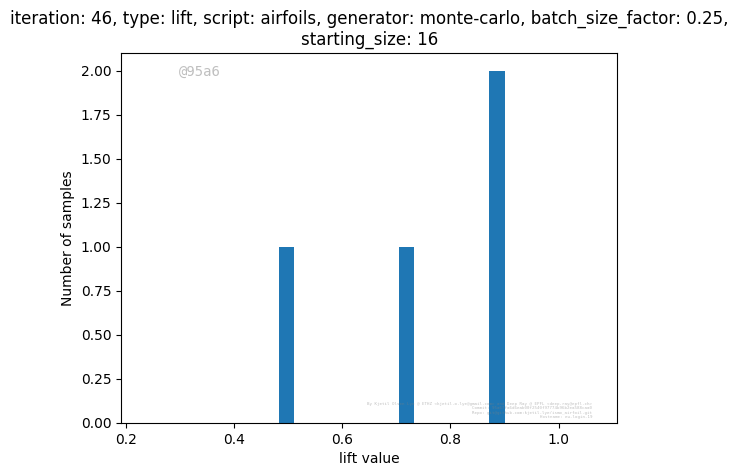 iteration: 46, type: lift, script: airfoils, generator: monte-carlo, batch_size_factor: 0.25,
starting_size: 16
@95a6
2.00
1.75
1.50
1.25
1.00
0.75
0.50
0.25
0.00
Number of samples
0.2 0.4 0.6 0.8 1.0
lift value